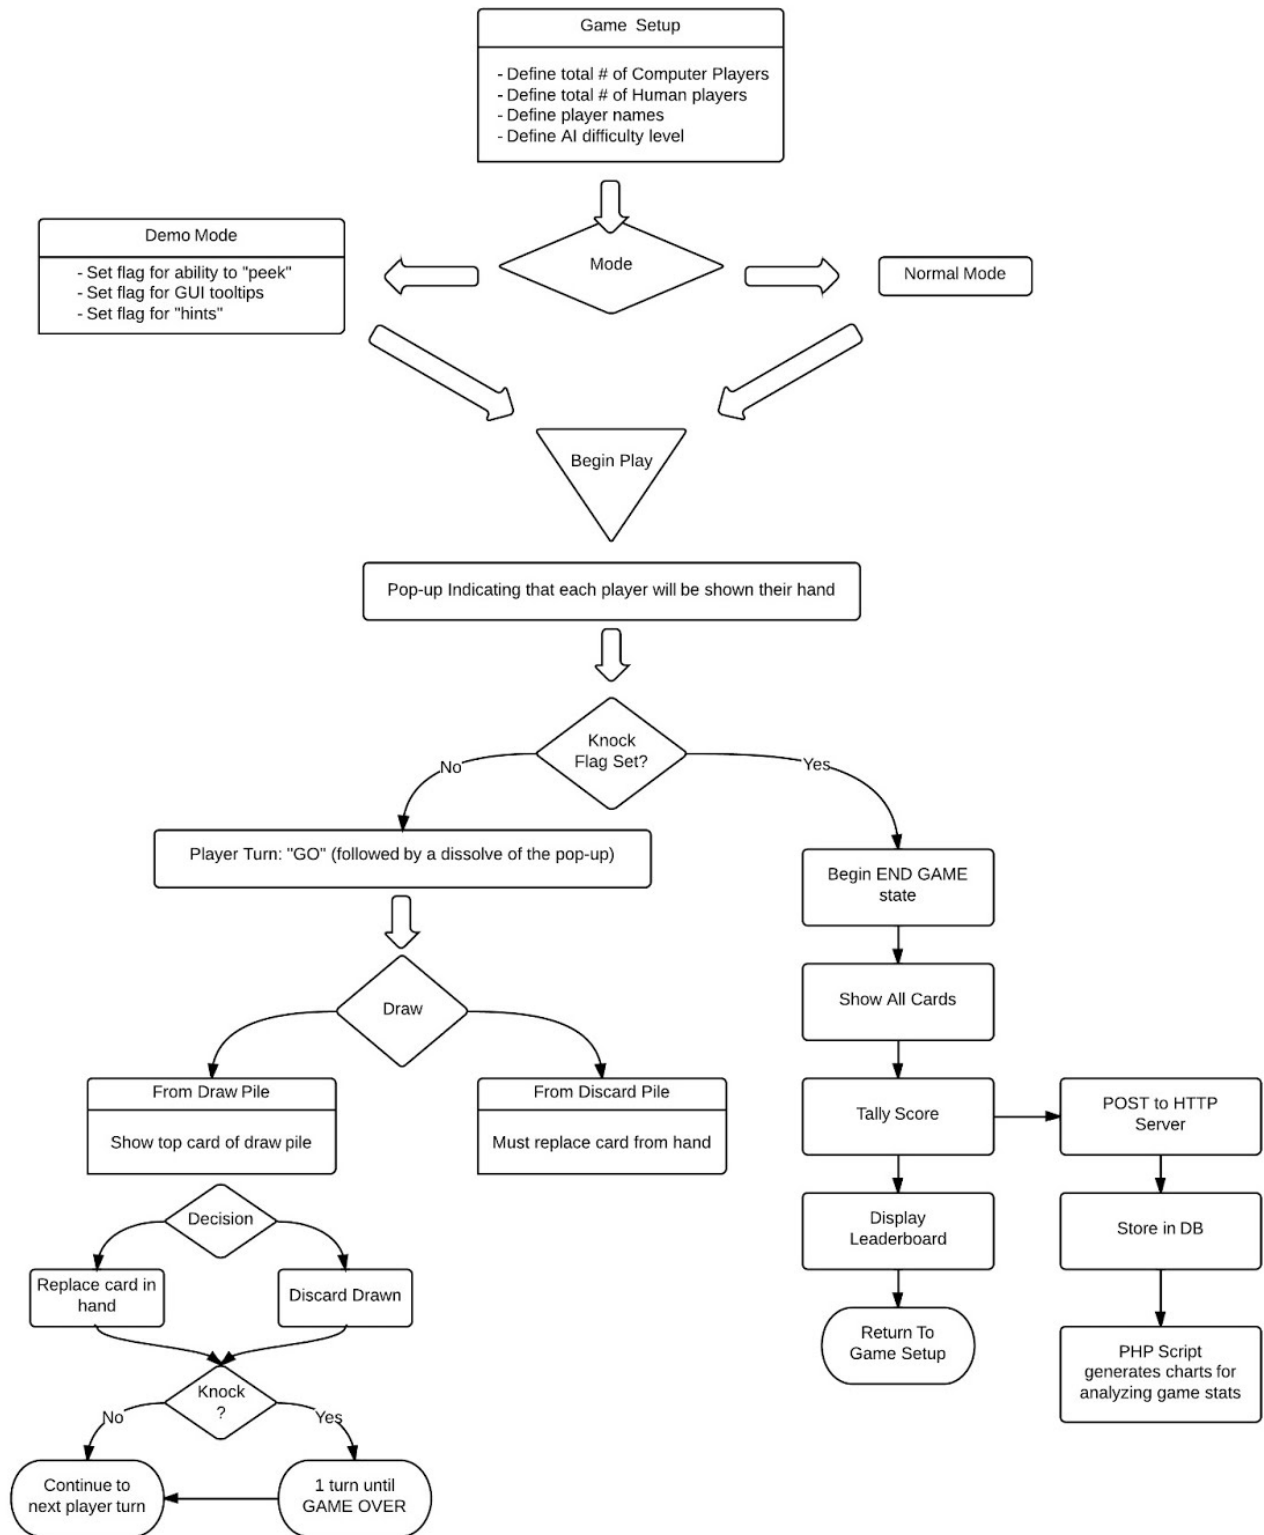 Game Setup
- Define total # of Computer Players
- Define total # of Human players
- Define player names
- Define AI difficulty level
Demo Mode
- Set flag for ability to "peek"
- Set flag for GUI tooltips
- Set flag for "hints"
Mode
Normal Mode
Begin Play
Pop-up Indicating that each player will be shown their hand
Knock
Flag Set?
No
Yes
Player Turn: "GO" (followed by a dissolve of the pop-up)
Begin END GAME
state
Show All Cards
Draw
From Draw Pile
Show top card of draw pile
From Discard Pile
Must replace card from hand
Tally Score
POST to HTTP
Server
Decision
Replace card in
hand
Discard Drawn
Display
Leaderboard
Store in DB
Return To
Game Setup
PHP Script
generates charts for
analyzing game stats
Knock
?
No
Yes
Continue to
next player turn
1 turn until
GAME OVER